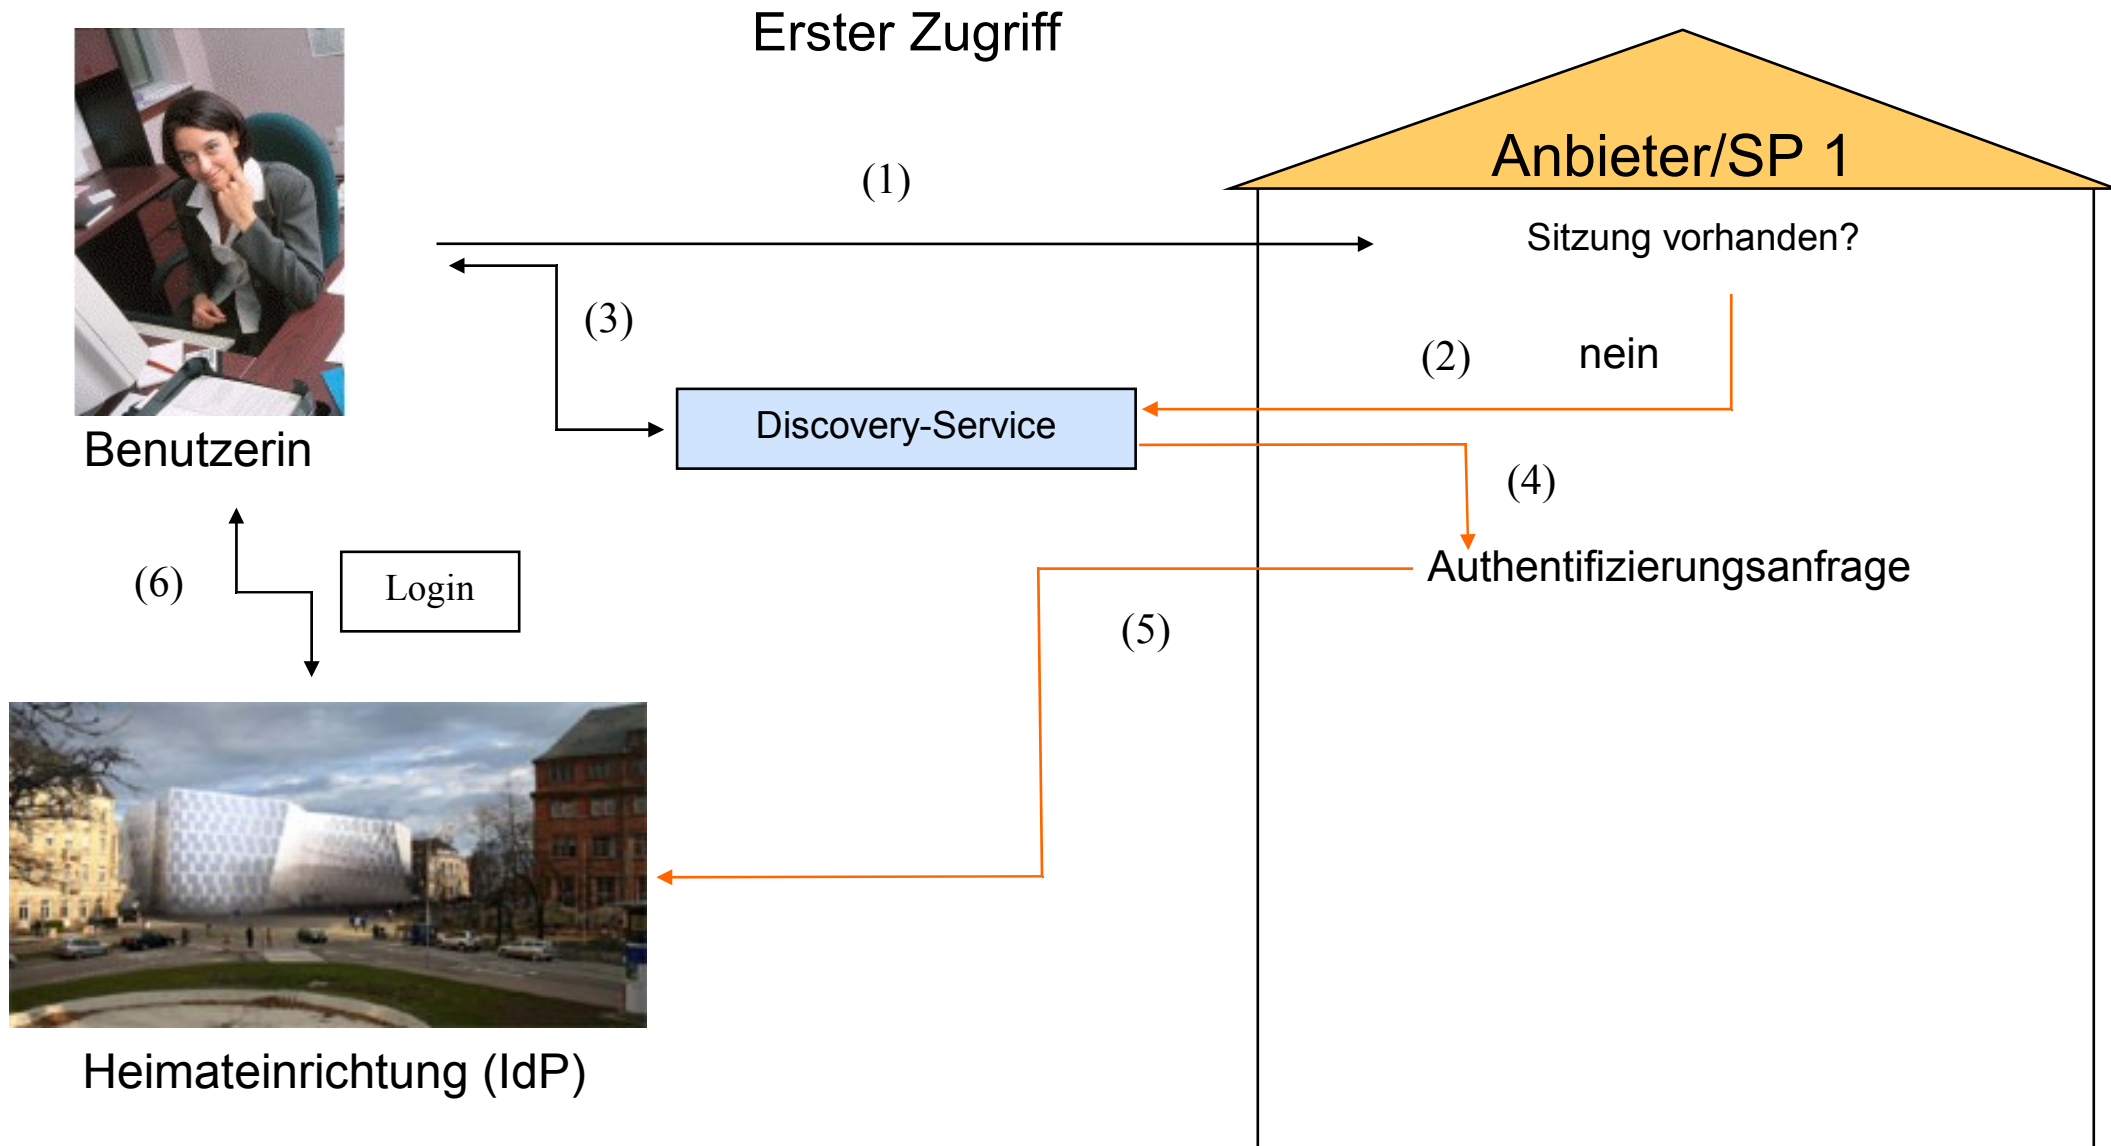 Erster Zugriff
Anbieter/SP 1
(1)
Sitzung vorhanden?
(3)
(2)
nein
Discovery-Service
Benutzerin
(4)
(6)
Login
Authentifizierungsanfrage
(5)
Heimateinrichtung (IdP)